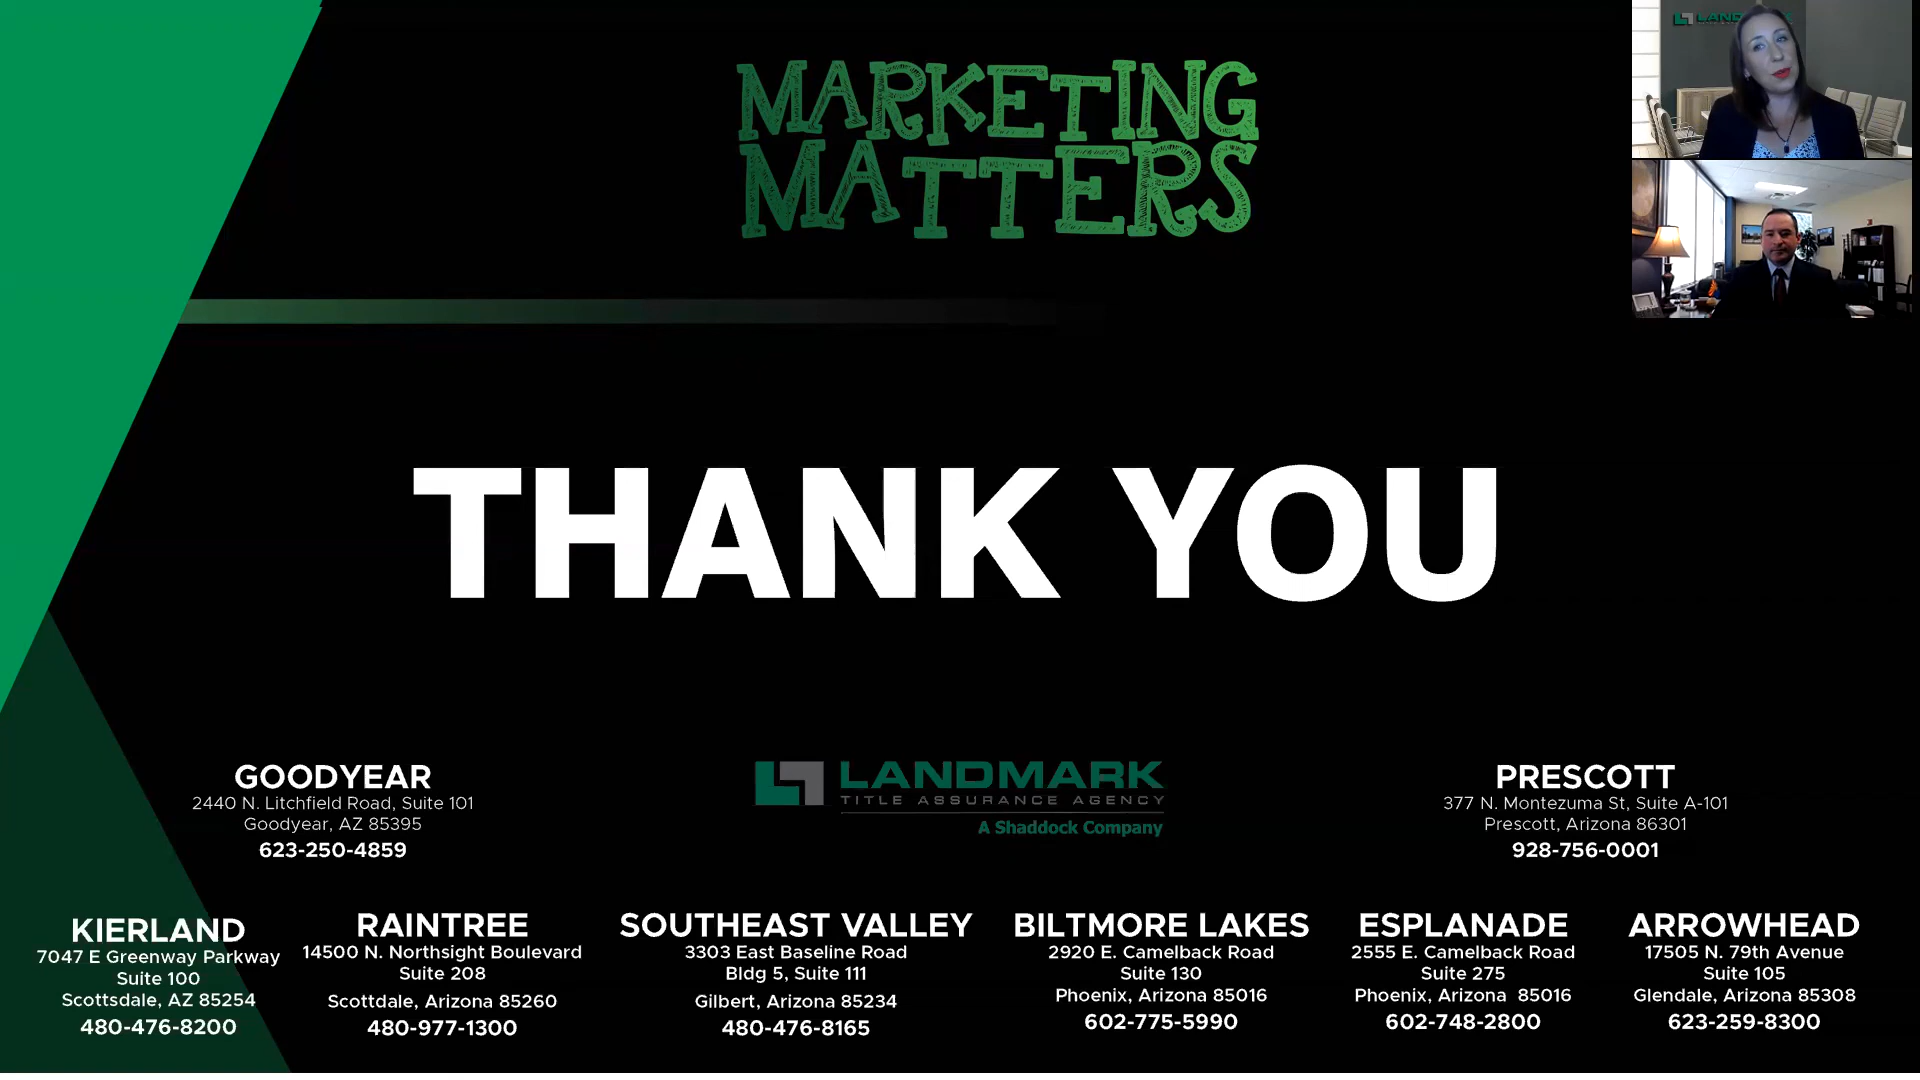 MARKETING
MATTERS
THANK YOU
GOODYEAR
2440 N. Litchfield Road, Suite 101
Goodyear, AZ 85395
623-250-4859
LANDMARK
TITLE ASSURANCE AGENCY
A Shaddock Company
PRESCOTT
377 N. Montezuma St, Suite A-101
Prescott, Arizona 86301
928-756-0001
KIERLAND
7047 E Greenway Parkway
Suite 100
Scottsdale, AZ 85254
480-476-8200
RAINTREE
14500 N. Northsight Boulevard
Suite 208
Scottdale, Arizona 85260
480-977-1300
SOUTHEAST VALLEY
3303 East Baseline Road
Bldg 5, Suite 111
Gilbert, Arizona 85234
480-476-8165
BILTMORE LAKES
2920 E. Camelback Road
Suite 130
Phoenix, Arizona 85016
602-775-5990
ESPLANADE
2555 E. Camelback Road
Suite 275
Phoenix, Arizona 85016
602-748-2800
ARROWHEAD
17505 N. 79th Avenue
Suite 105
Glendale, Arizona 85308
623-259-8300